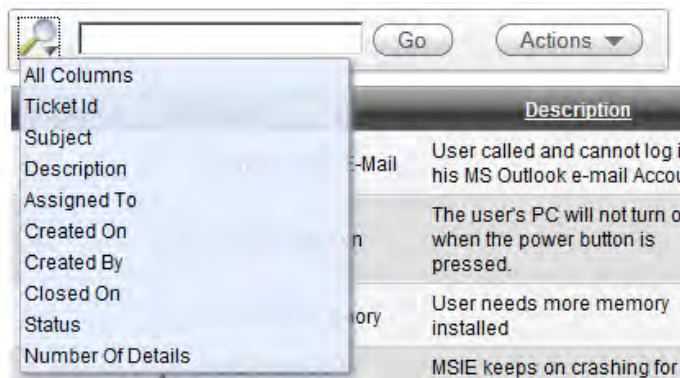 Go
Actions
All Columns
Ticket Id
Subject
Description
Assigned To
Created On
Created By
Closed On
Status
Number Of Details
Description
E-Mail
User called and cannot log i
his MS Outlook e-mail Accou
The user's PC will not turn o
when the power button is
pressed.
n
ory
User needs more memory
installed
MSIE keeps on crashing for